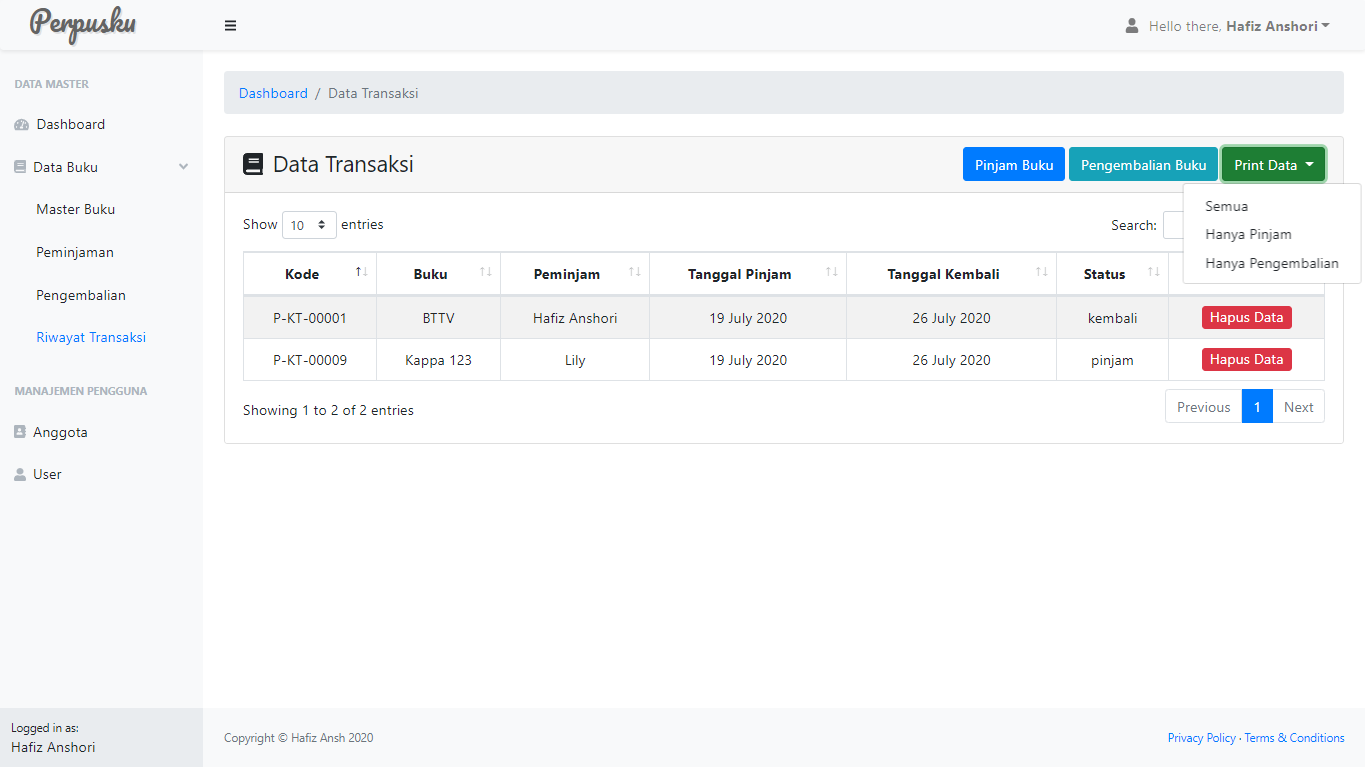 Perpusku
Hello there, Hafiz Anshori
DATA MASTER
Dashboard
Data Buku
Master Buku
Peminjaman
Pengembalian
Riwayat Transaksi
MANAJEMEN PENGGUNA
Anggota
User
Logged in as:
Hafiz Anshori
Dashboard / Data Transaksi
Data Transaksi
Pinjam Buku
Pengembalian Buku
Print Data
Semua
Hanya Pinjam
Hanya Pengembalian
Show 10 entries
Search:
Kode Buku Peminjam Tanggal Pinjam Tanggal Kembali Status
P-KT-00001 BTTV Hafiz Anshori 19 July 2020 26 July 2020 kembali Hapus Data
P-KT-00009 Kappa 123 Lily 19 July 2020 26 July 2020 pinjam Hapus Data
Showing 1 to 2 of 2 entries
Previous 1 Next
Copyright © Hafiz Ansh 2020
Privacy Policy · Terms & Conditions